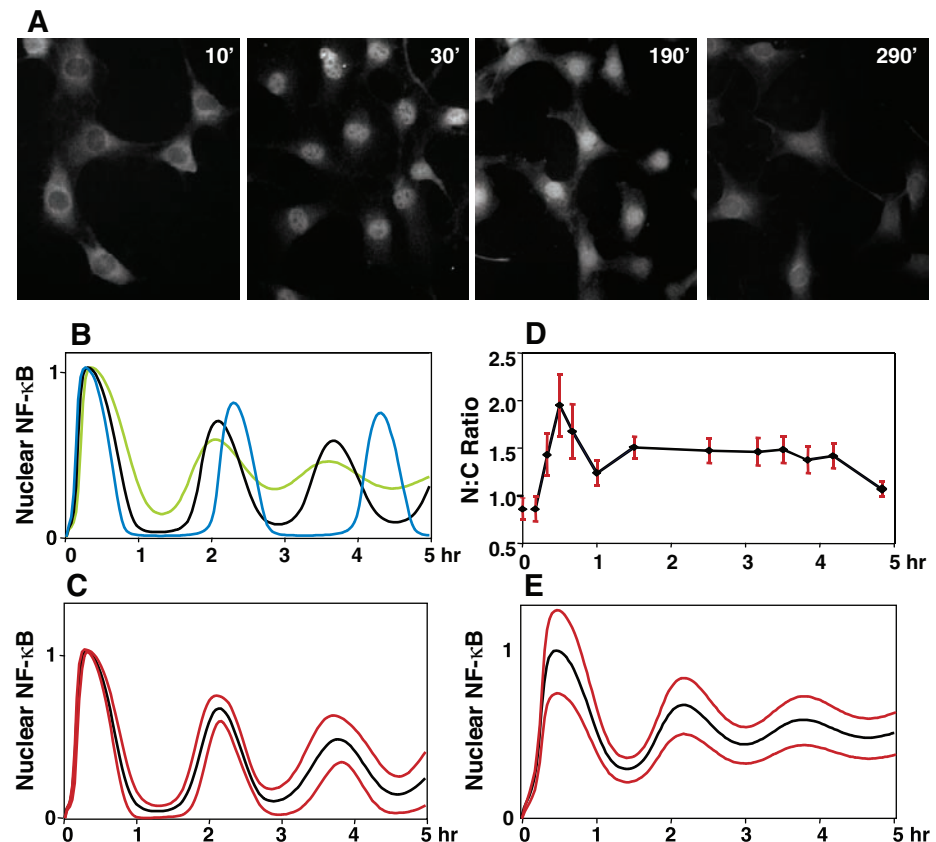 A
10’
30’
190’
290’
B
Nuclear NF-κB
1
0
0 1 2 3 4 5 hr
D
N:C Ratio
2.5
2.0
1.5
1.0
0.5
0 1 2 3 4 5 hr
C
Nuclear NF-κB
1
0
0 1 2 3 4 5 hr
E
Nuclear NF-κB
1
0
0 1 2 3 4 5 hr